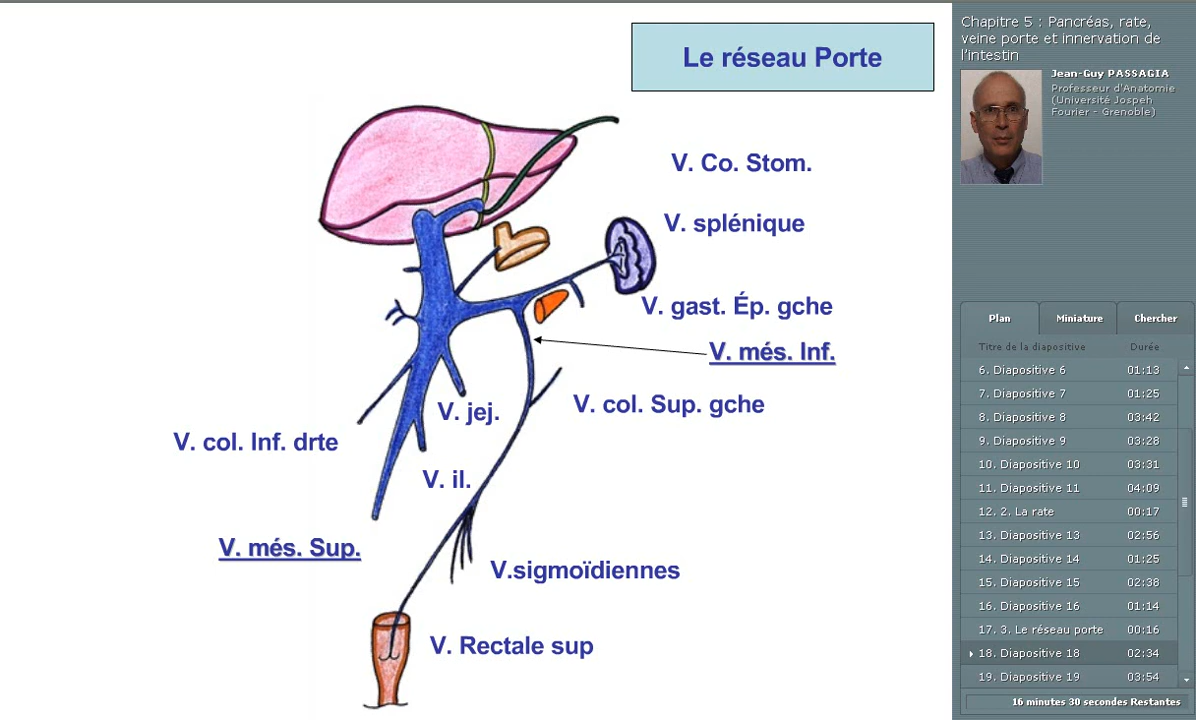 Le réseau Porte
V. Co. Stom.
V. splénique
V. gast. Ép. gche
V. més. Inf.
V. col. Sup. gche
V. jej.
V. col. Inf. drte
V. il.
V. més. Sup.
V.sigmoïdiennes
V. Rectale sup
Chapitre 5 : Pancréas, rate,
veine porte et innervation de
l'intestin
Jean-Guy PASSAGIA
Professeur d'Anatomie
(Université Jospeh
Fourier - Grenoble)
Plan Miniature Chercher
Titre de la diapositive Durée
6. Diapositive 6 01:13
7. Diapositive 7 01:25
8. Diapositive 8 03:42
9. Diapositive 9 03:28
10. Diapositive 10 03:31
11. Diapositive 11 04:09
12. 2. La rate 00:17
13. Diapositive 13 02:56
14. Diapositive 14 01:25
15. Diapositive 15 02:38
16. Diapositive 16 01:14
17. 3. Le réseau porte 00:16
18. Diapositive 18 02:34
19. Diapositive 19 03:54
16 minutes 30 secondes Restantes